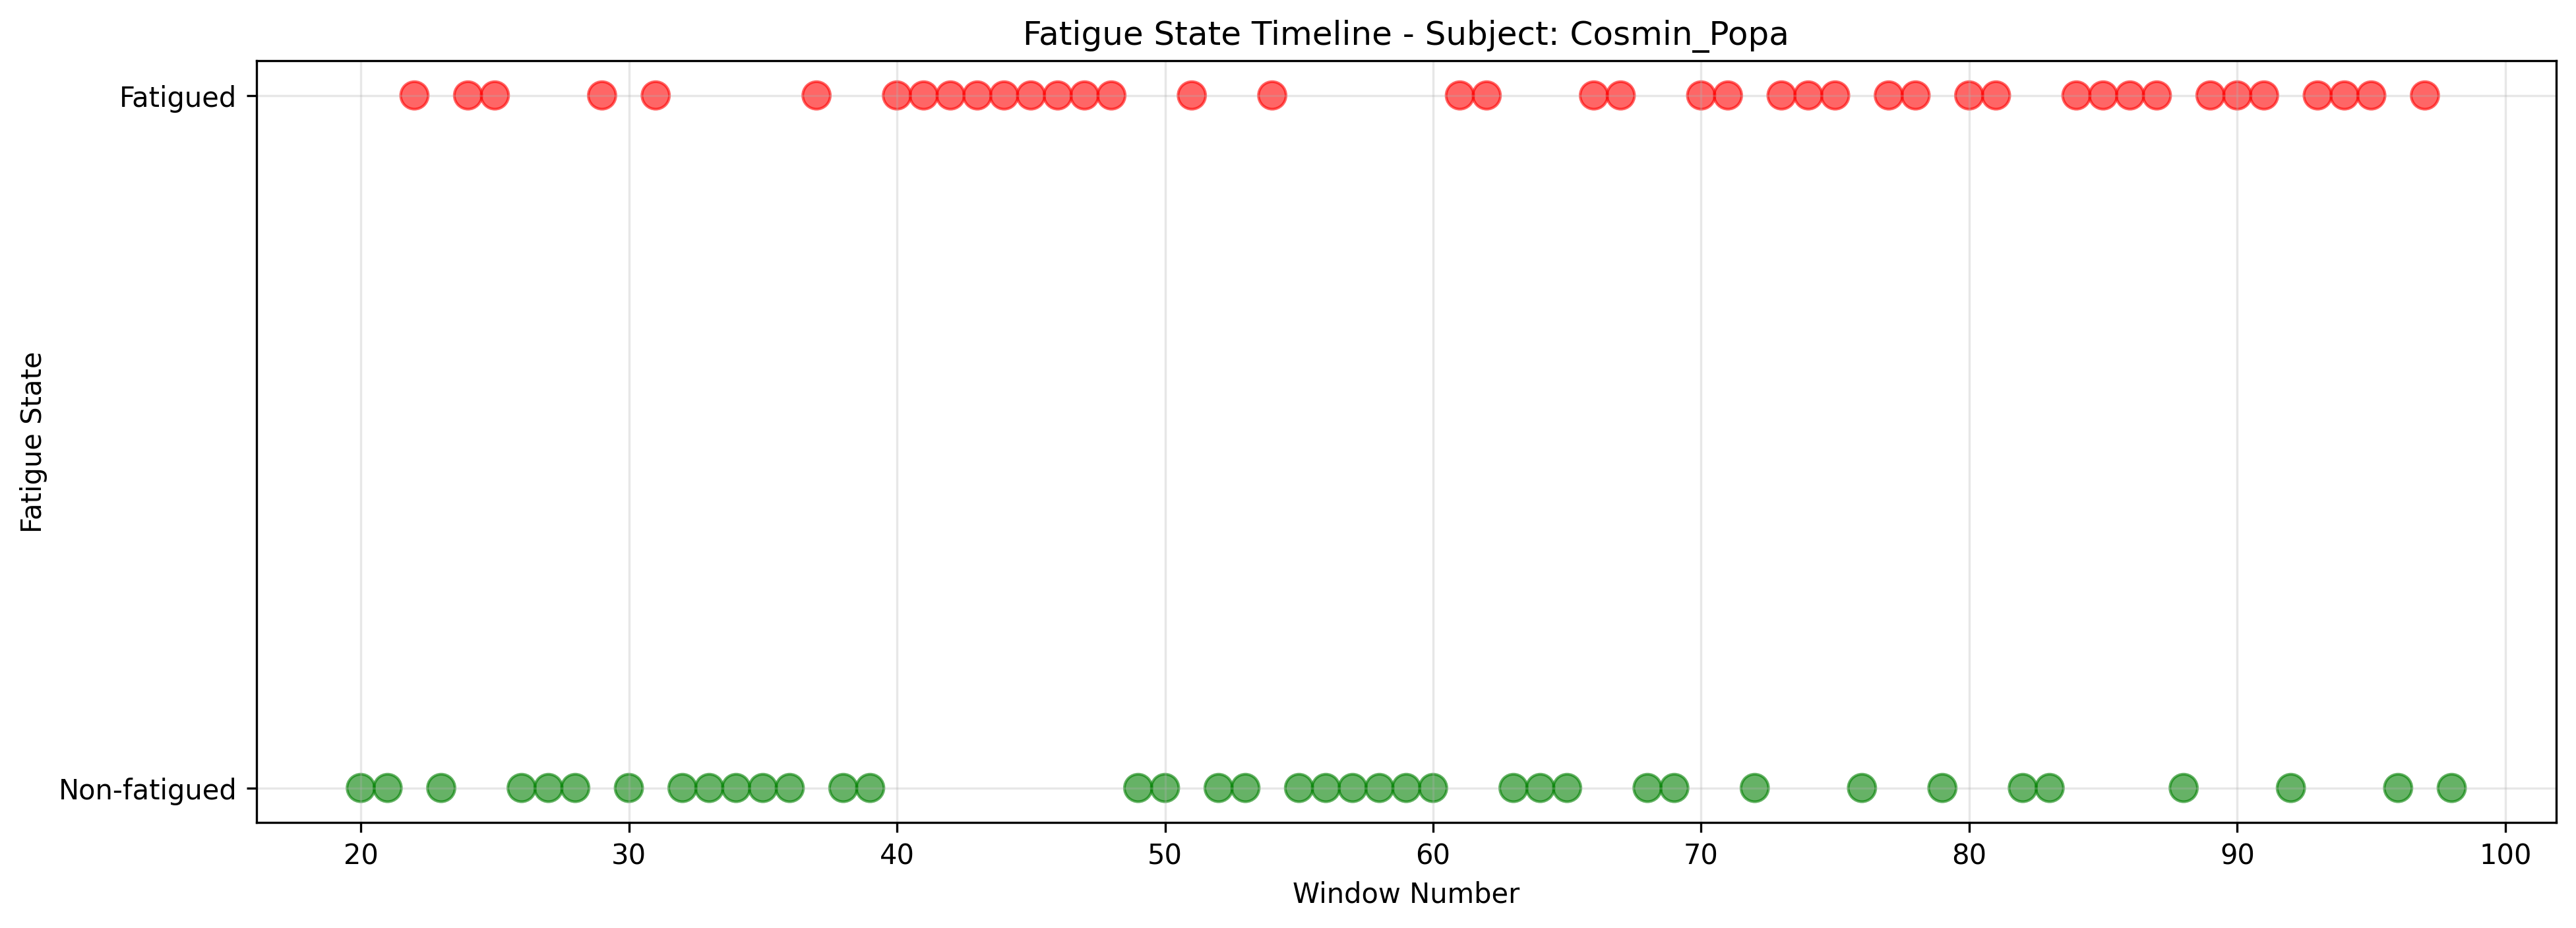 Fatigue State Timeline - Subject: Cosmin_Popa
Fatigued
Fatigue State
Non-fatigued
20 30 40 50 60 70 80 90 100
Window Number